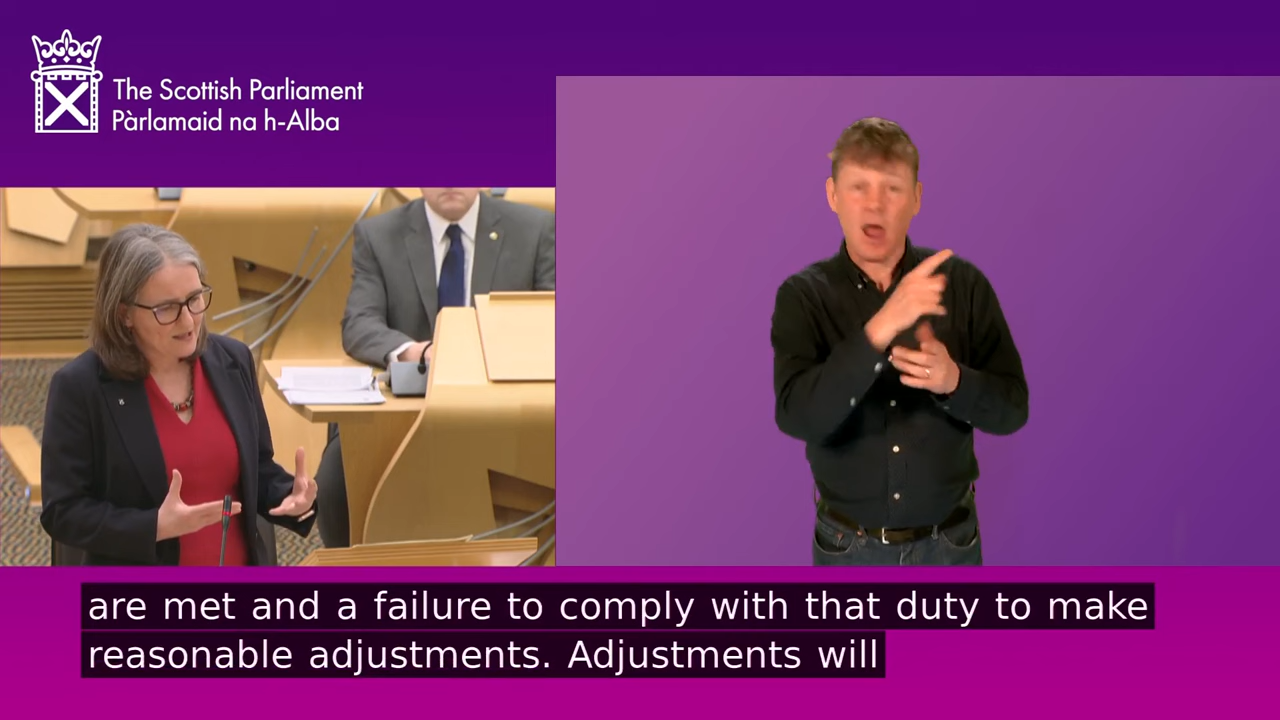 The Scottish Parliament
Pàrlamaid na h-Alba
are met and a failure to comply with that duty to make
reasonable adjustments. Adjustments will